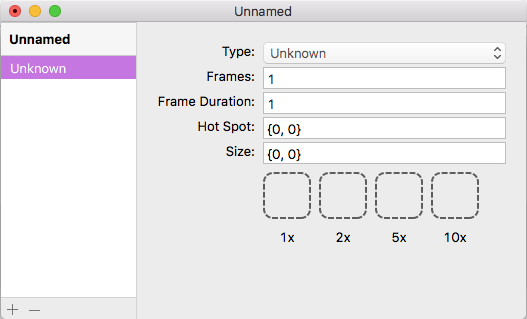 Unnamed
Unnamed
Unknown
Type: Unknown
Frames: 1
Frame Duration: 1
Hot Spot: {0, 0}
Size: {0, 0}
1x 2x 5x 10x